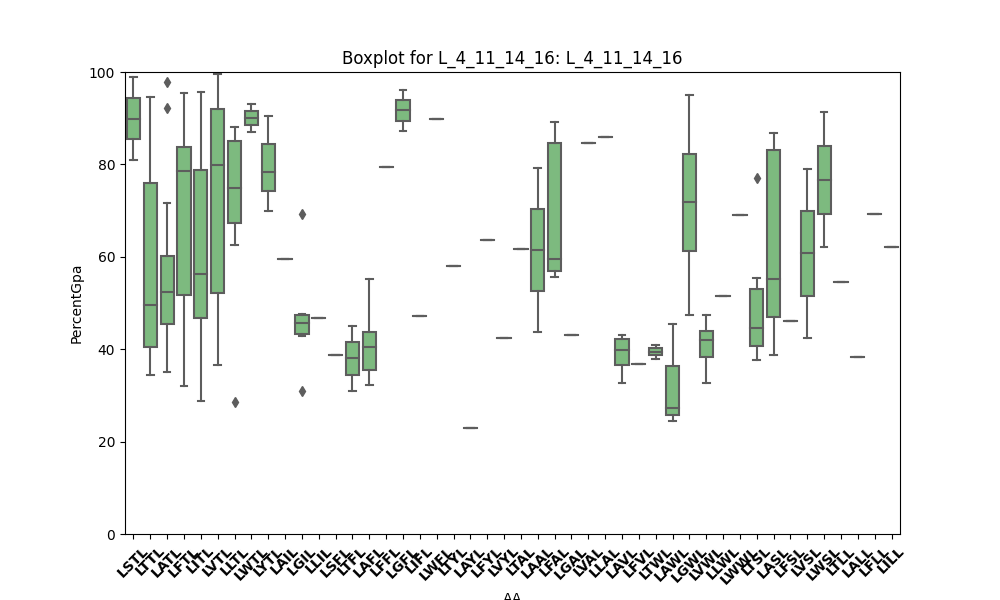 Boxplot for L_4_11_14_16: L_4_11_14_16
100
80
60
40
20
0
PercentGpa
LSTL
LTTL
LATL
LFTL
LITL
LVTL
LLTL
LWTL
LYTL
LAIL
LGIL
LLIL
LSFL
LTFL
LAFL
LFFL
LGFL
LIFL
LWFL
LTYL
LAYL
LFYL
LVYL
LTAL
LAAL
LFAL
LGAL
LVAL
LLAL
LAVL
LFVL
LTWL
LAWL
LGWL
LVWL
LLWL
LWWL
LTSL
LASL
LFSL
LVSL
LWSL
LTLL
LALL
LFLL
LILL
AA